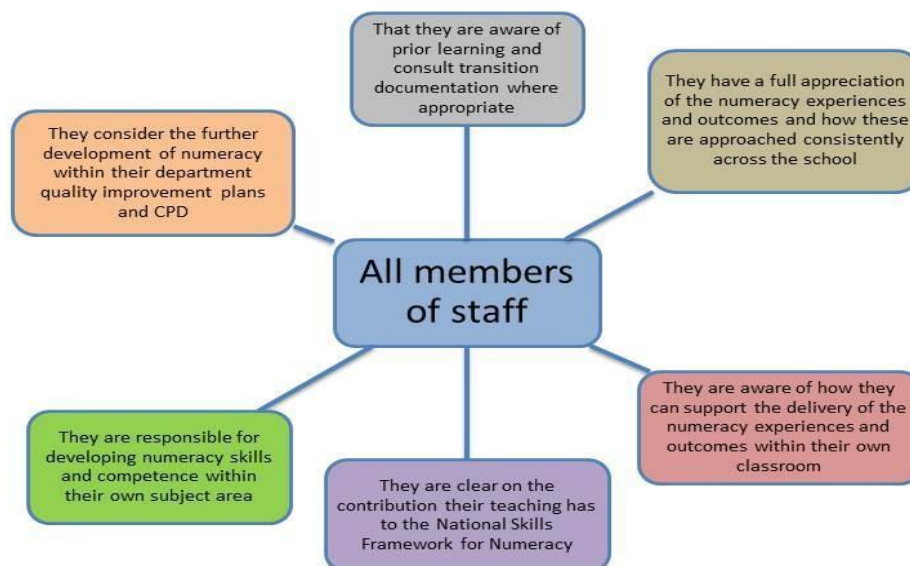 That they are aware of
prior learning and
consult transition
documentation where
appropriate
They have a full appreciation
of the numeracy experiences
and outcomes and how these
are approached consistently
across the school
They consider the further
development of numeracy
within their department
quality improvement plans
and CPD
All members
of staff
They are aware of how they
can support the delivery of the
numeracy experiences and
outcomes within their own
classroom
They are responsible for
developing numeracy skills
and competence within
their own subject area
They are clear on the
contribution their teaching has
to the National Skills
Framework for Numeracy